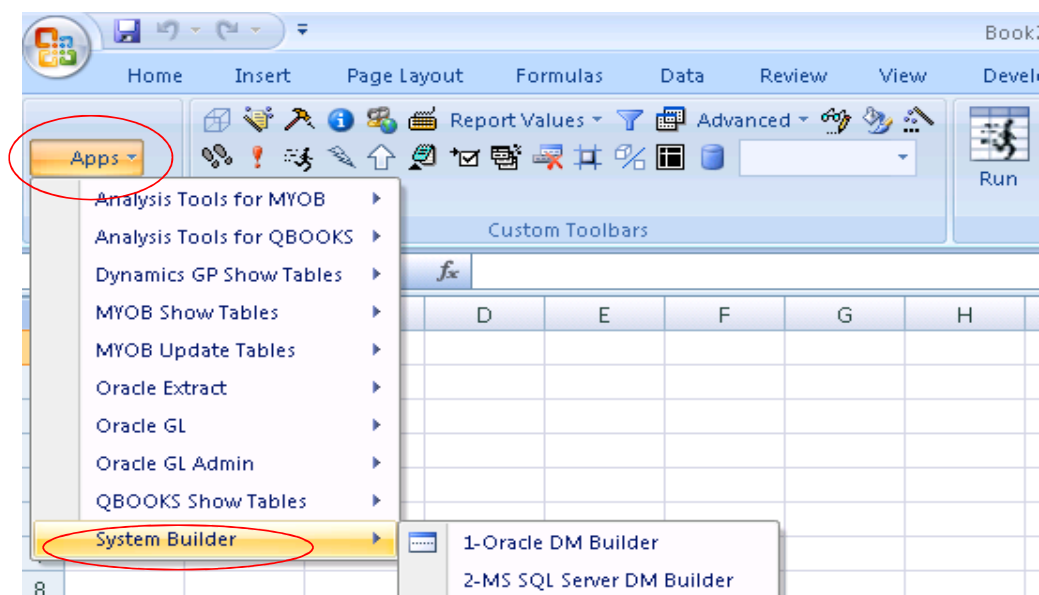 Book2
Home Insert Page Layout Formulas Data Review View Devel
Report Values Advanced
Apps
Run
Custom Toolbars
Analysis Tools for MYOB
Analysis Tools for QBOOKS
Dynamics GP Show Tables
fx
MYOB Show Tables
D E F G H
MYOB Update Tables
Oracle Extract
Oracle GL
Oracle GL Admin
QBOOKS Show Tables
System Builder
1-Oracle DM Builder
2-MS SQL Server DM Builder
8